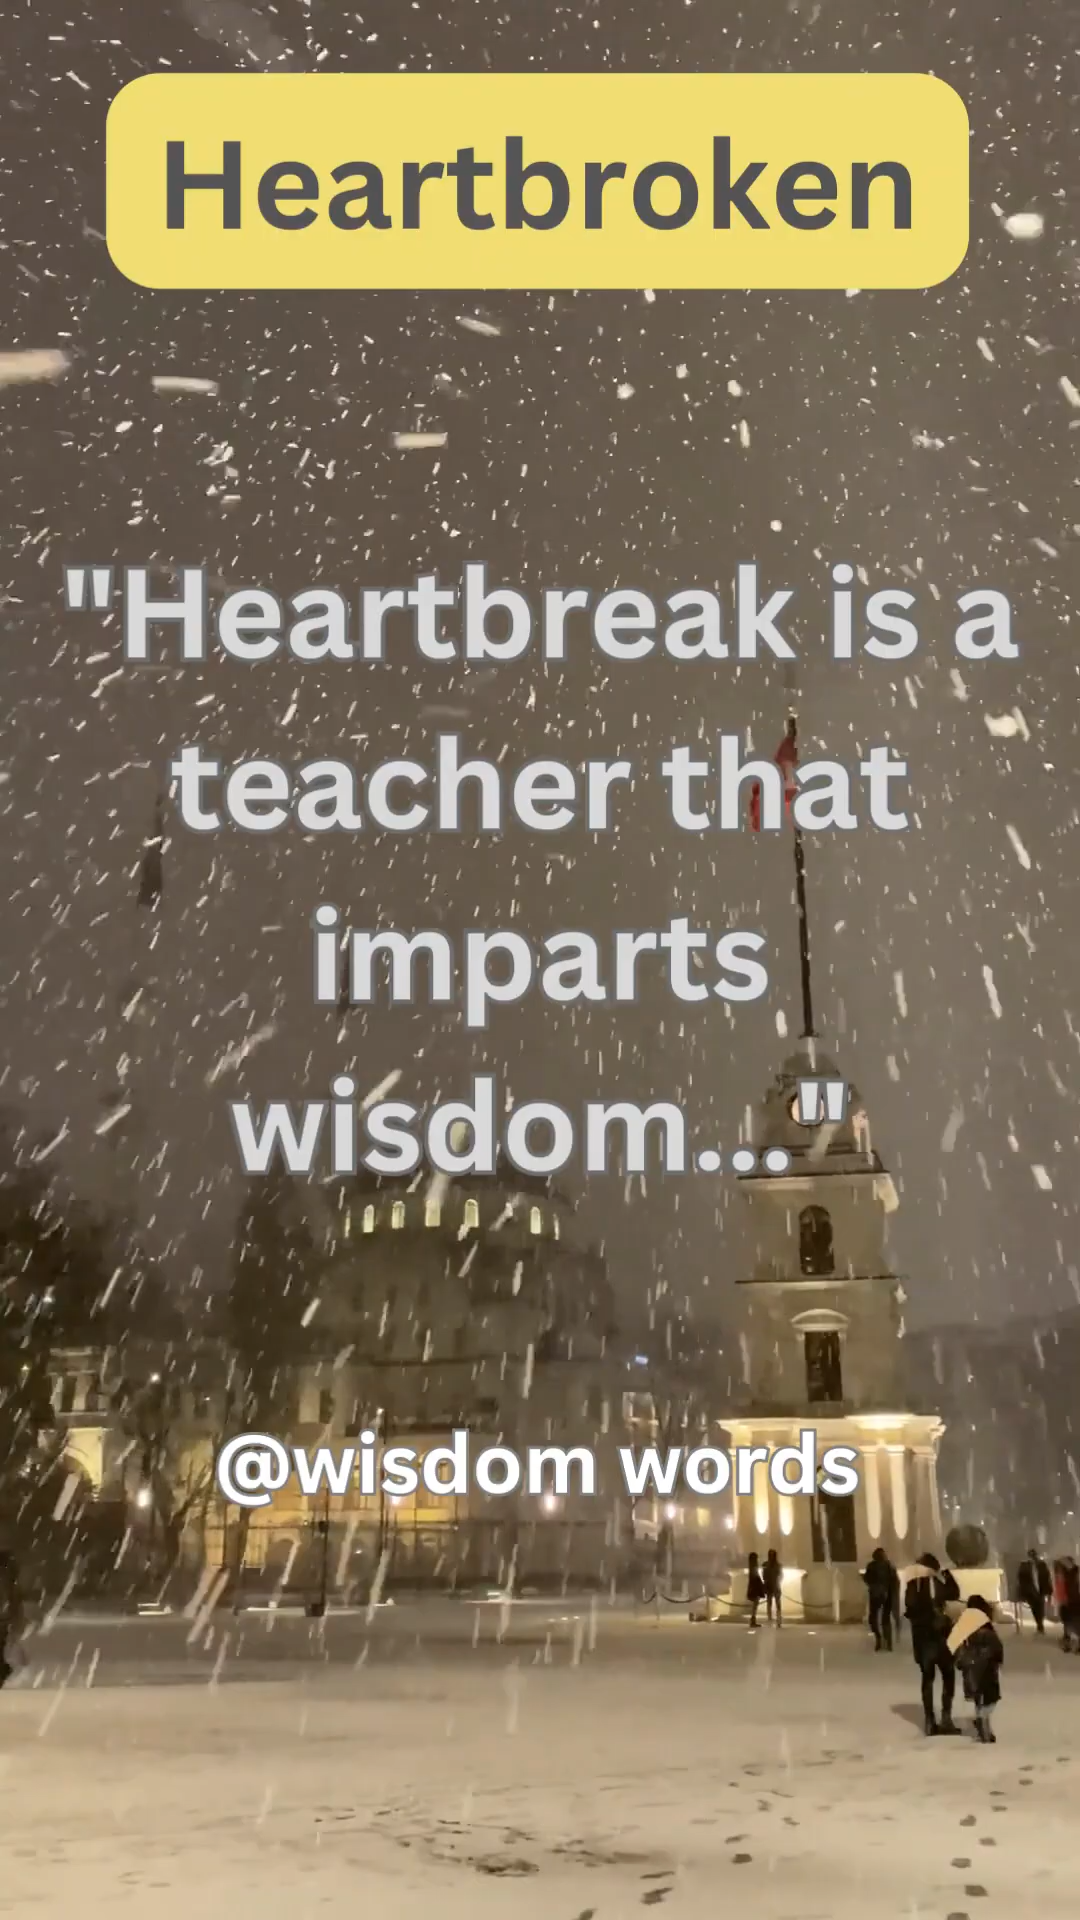 Heartbroken
"Heartbreak is a
teacher that
imparts
wisdom..."
@wisdom words